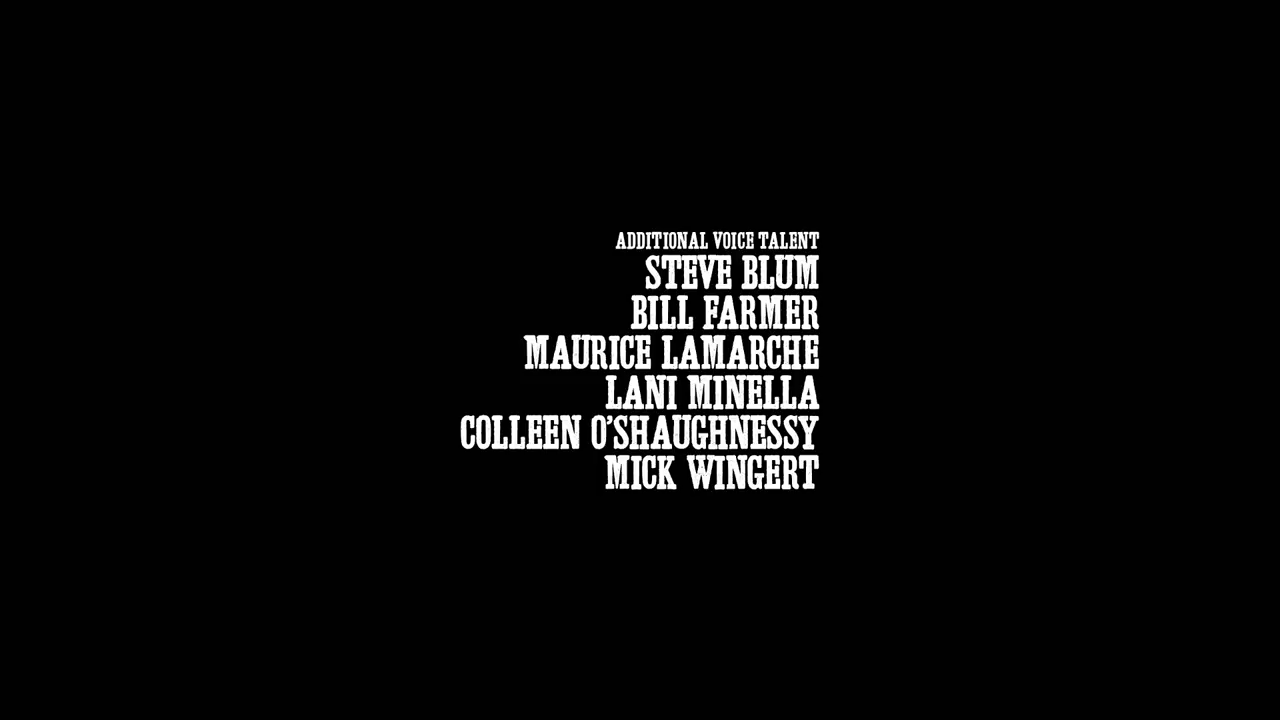 ADDITIONAL VOICE TALENT
STEVE BLUM
BILL FARMER
MAURICE LAMARCHE
LANI MINELLA
COLLEEN O'SHAUGHNESSY
MICK WINGERT